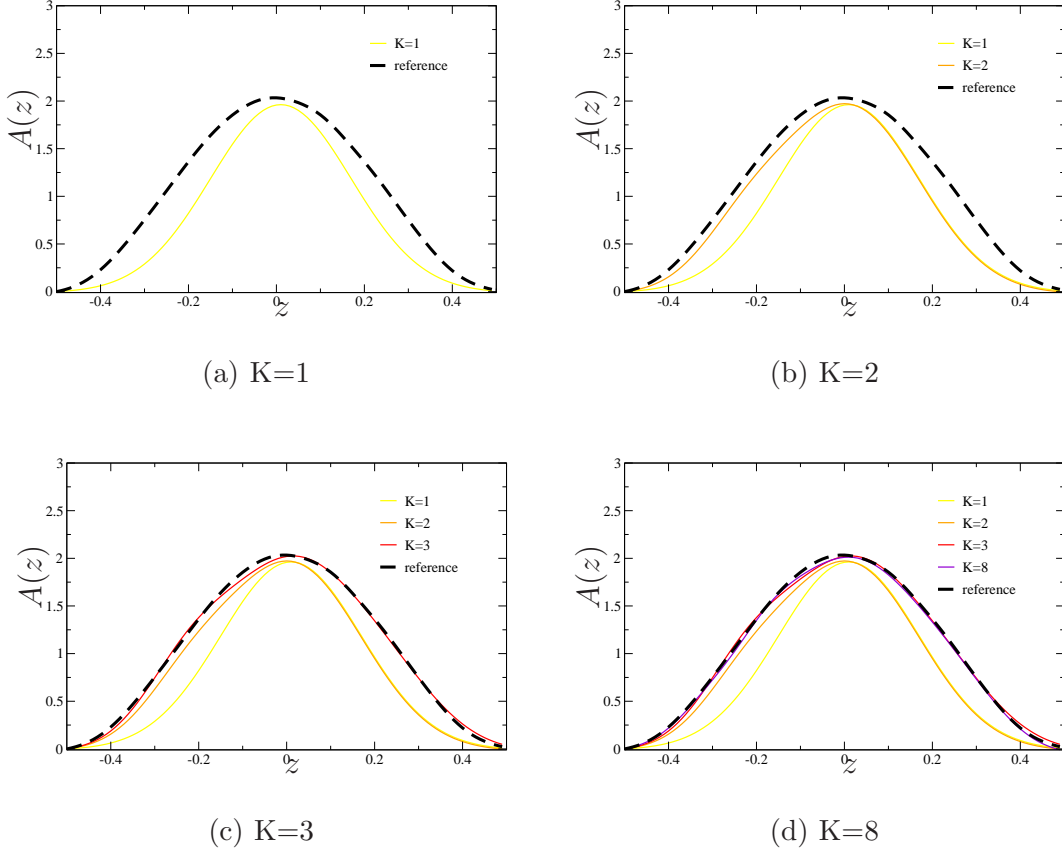 3
2.5
2
1.5
1
0.5
0
A(z)
K=1
reference
-0.4
-0.2
0
0.2
0.4
z
(a) K=1
3
2.5
2
1.5
1
0.5
0
A(z)
K=1
K=2
reference
-0.4
-0.2
0
0.2
0.4
z
(b) K=2
3
2.5
2
1.5
1
0.5
0
A(z)
K=1
K=2
K=3
reference
-0.4
-0.2
0
0.2
0.4
z
(c) K=3
3
2.5
2
1.5
1
0.5
0
A(z)
K=1
K=2
K=3
K=8
reference
-0.4
-0.2
0
0.2
0.4
z
(d) K=8